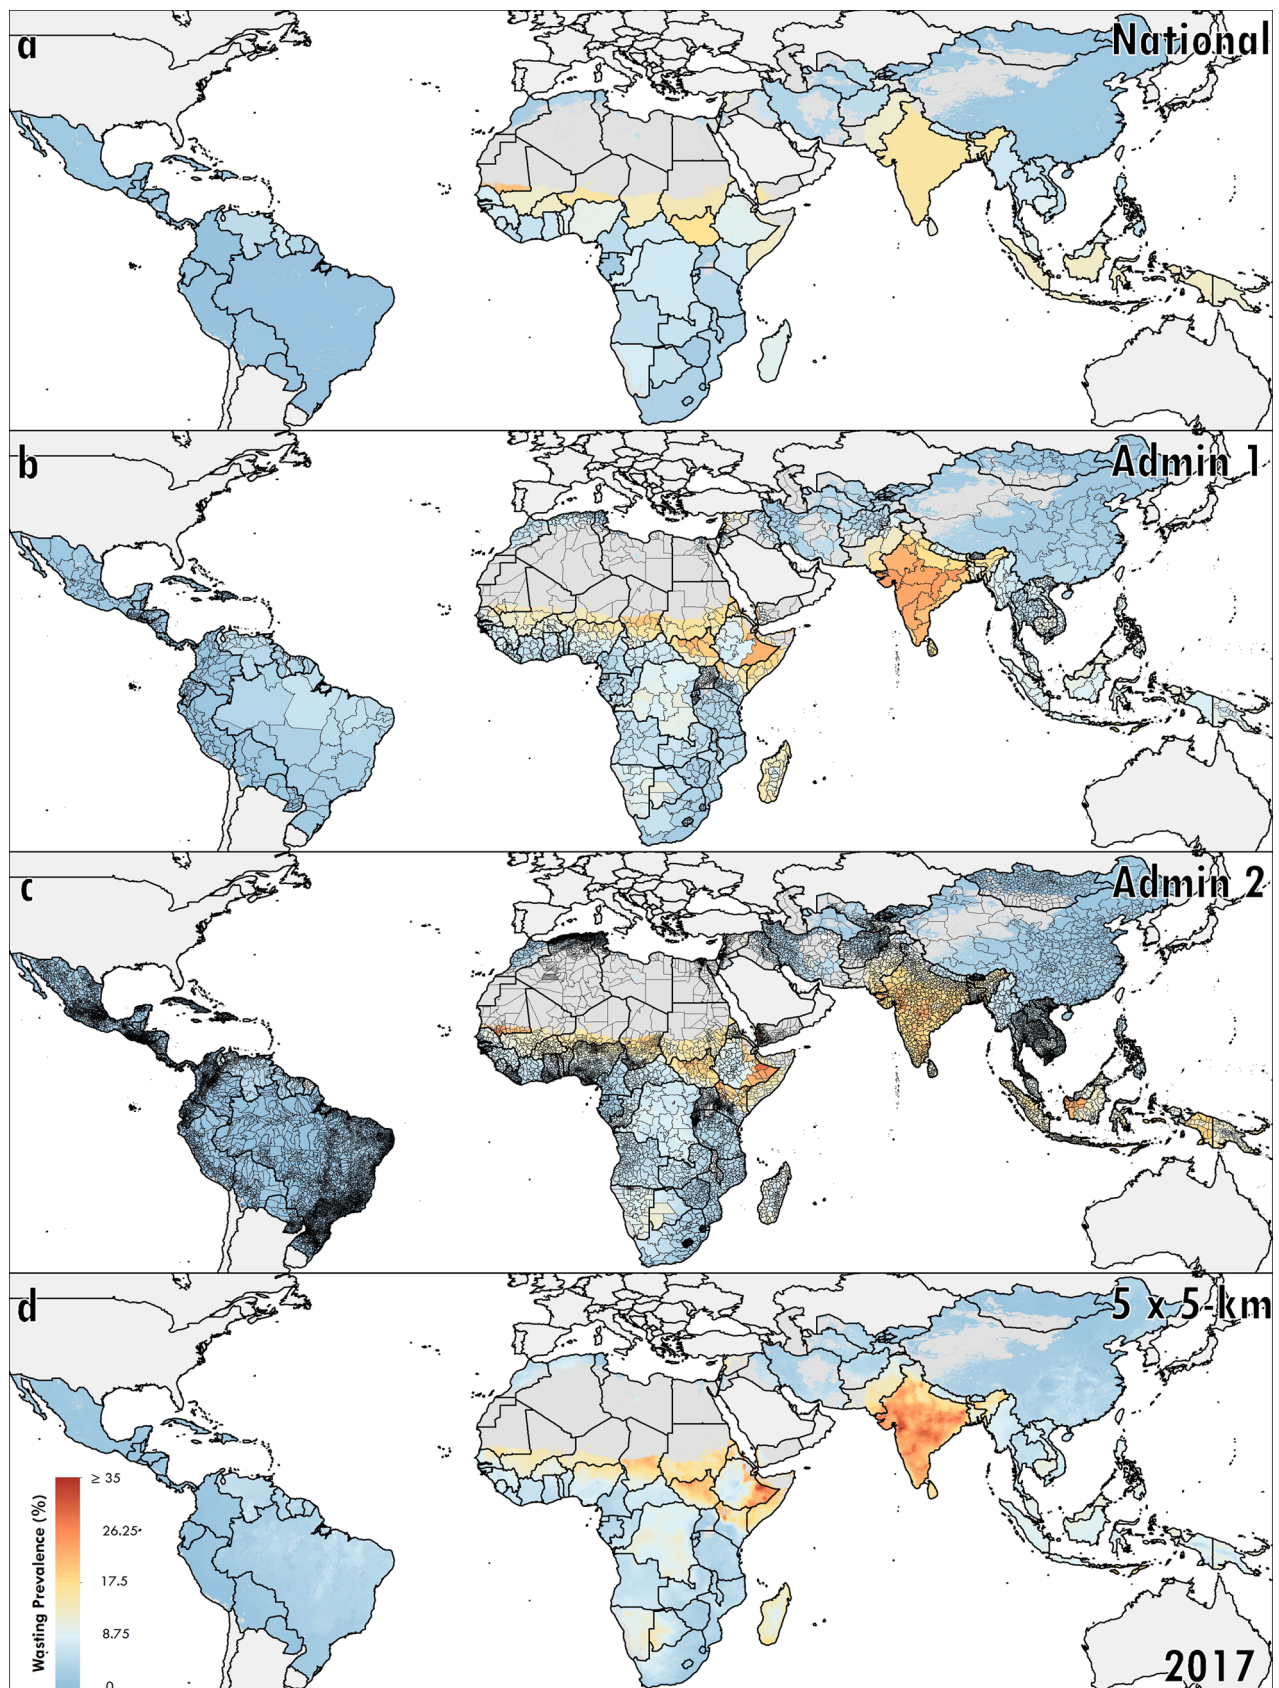 a
National
b
Admin 1
c
Admin 2
d
5 x 5-km
Wasting Prevalence (%)
≥ 35
26.25
17.5
8.75
0
2017